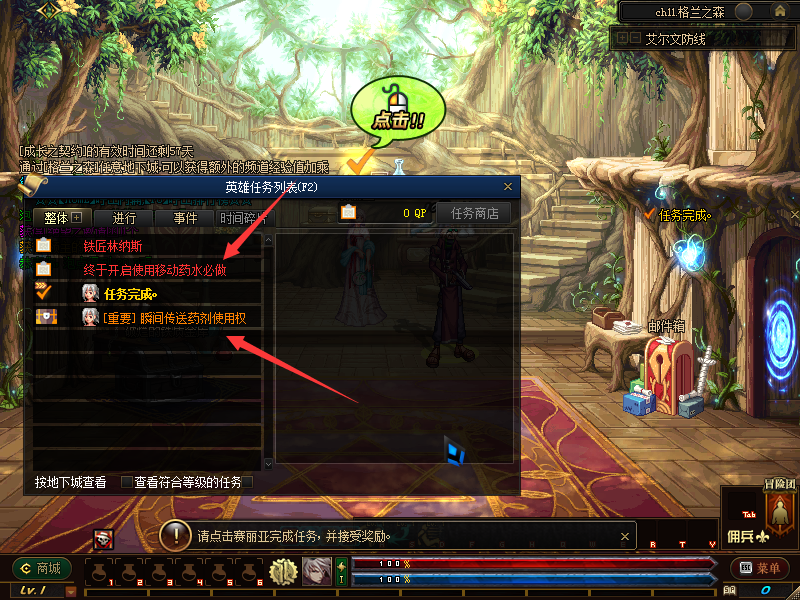 ch11.格兰之森
艾尔文防线
点击!!
[成长之契约]的有效时间还剩57天
通过[格兰之森]任意地下城,可以获得额外的频道经验值加乘
英雄任务列表(F2)
整体
进行
事件
时间碎片
0 QP
任务商店
铁匠林纳斯
终于开启使用移动药水必做
任务完成。
[重要] 瞬间传送药剂使用权
任务完成。
邮件箱
按地下城查看
查看符合等级的任务
请点击赛丽亚完成任务，并接受奖励。
冒险团
Tab
佣兵
R T Y
商城
1 2 3 4 5 6
100%
100%
ESC 菜单
Lv.1
0